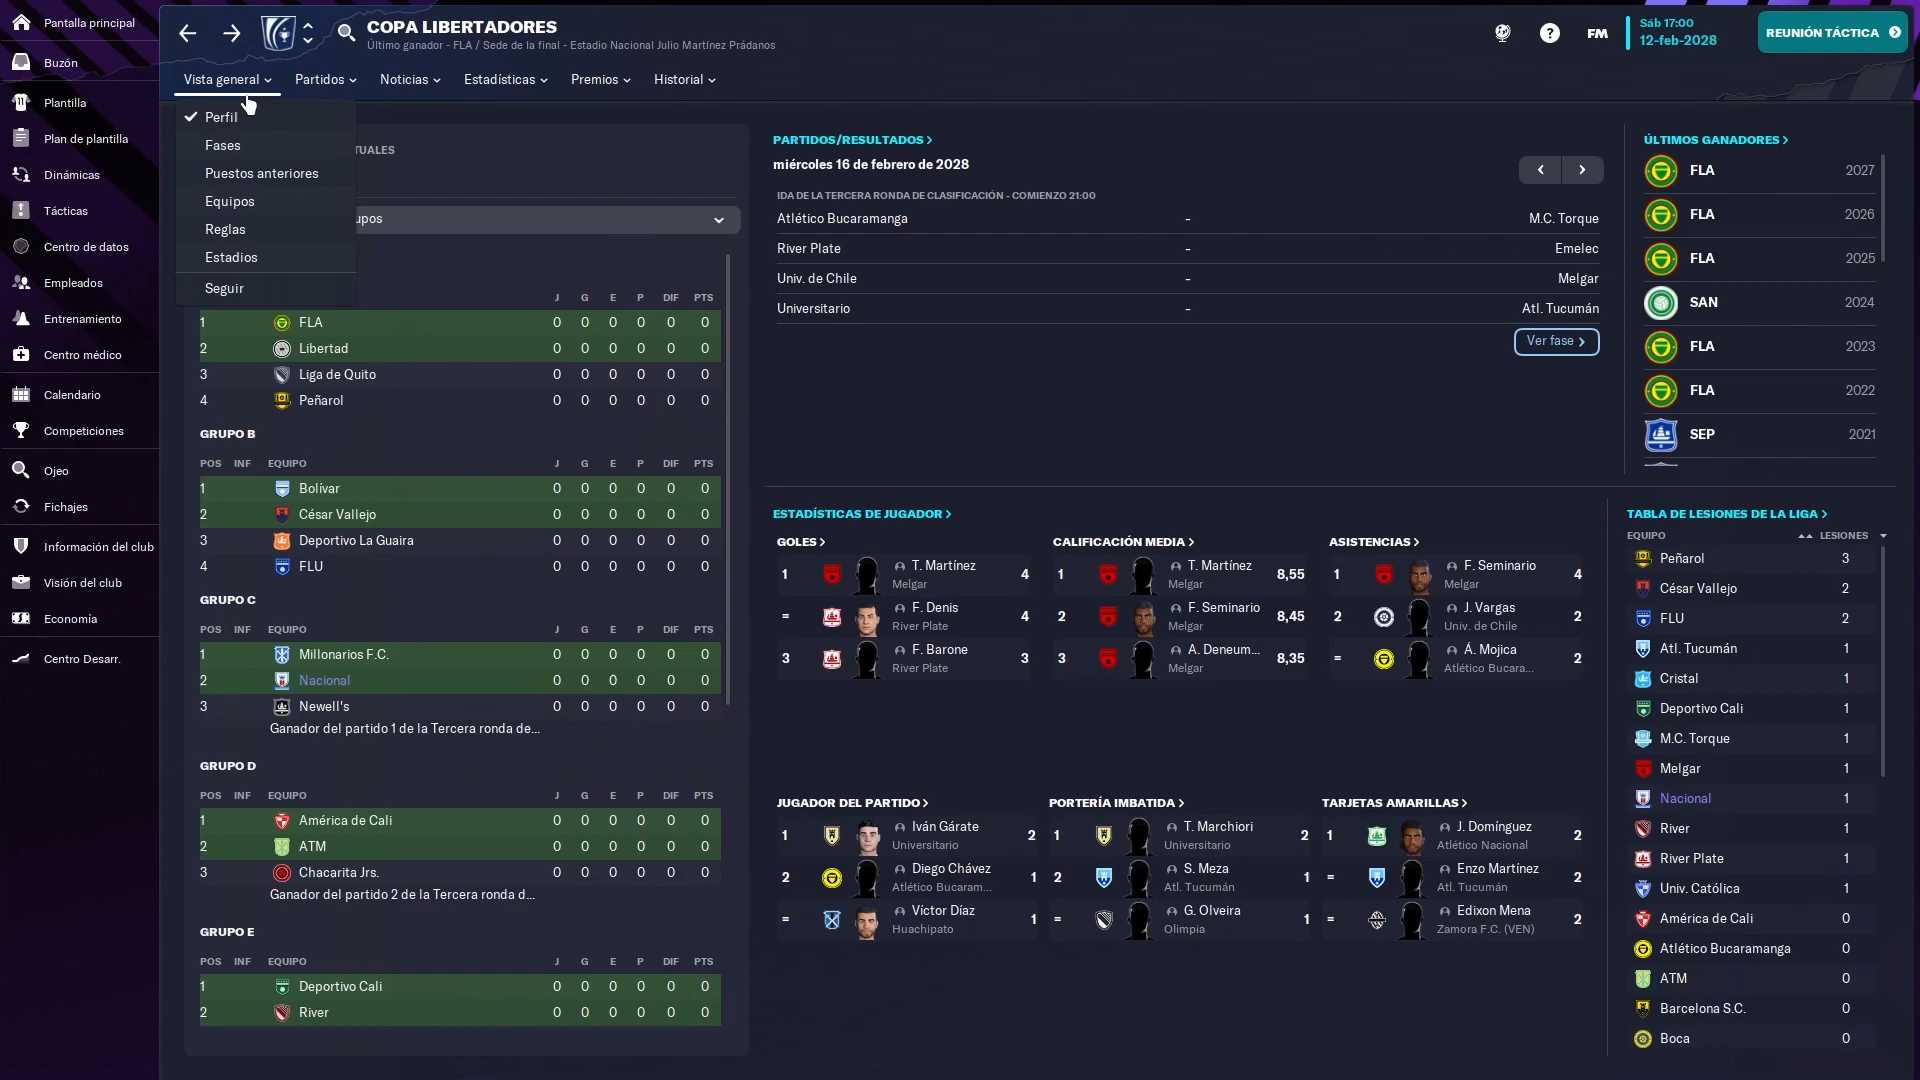 Pantalla principal
Buzón
Plantilla
Plan de plantilla
Dinámicas
Tácticas
Centro de datos
Empleados
Entrenamiento
Centro médico
Calendario
Competiciones
Ojeo
Fichajes
Información del club
Visión del club
Economía
Centro Desarr.
COPA LIBERTADORES
Último ganador - FLA / Sede de la final - Estadio Nacional Julio Martínez Prádanos
FM
Sáb 17:00
12-feb-2028
REUNIÓN TÁCTICA
Vista general Partidos Noticias Estadísticas Premios Historial
Perfil
Fases
Puestos anteriores
Equipos
Reglas
Estadios
Seguir
TUALES
upos
J G E P DIF PTS
1 FLA 0 0 0 0 0 0
2 Libertad 0 0 0 0 0 0
3 Liga de Quito 0 0 0 0 0 0
4 Peñarol 0 0 0 0 0 0
GRUPO B
POS INF EQUIPO J G E P DIF PTS
1 Bolívar 0 0 0 0 0 0
2 César Vallejo 0 0 0 0 0 0
3 Deportivo La Guaira 0 0 0 0 0 0
4 FLU 0 0 0 0 0 0
GRUPO C
POS INF EQUIPO J G E P DIF PTS
1 Millonarios F.C. 0 0 0 0 0 0
2 Nacional 0 0 0 0 0 0
3 Newell's 0 0 0 0 0 0
Ganador del partido 1 de la Tercera ronda de...
GRUPO D
POS INF EQUIPO J G E P DIF PTS
1 América de Cali 0 0 0 0 0 0
2 ATM 0 0 0 0 0 0
3 Chacarita Jrs. 0 0 0 0 0 0
Ganador del partido 2 de la Tercera ronda d...
GRUPO E
POS INF EQUIPO J G E P DIF PTS
1 Deportivo Cali 0 0 0 0 0 0
2 River 0 0 0 0 0 0
PARTIDOS/RESULTADOS
miércoles 16 de febrero de 2028
IDA DE LA TERCERA RONDA DE CLASIFICACIÓN - COMIENZO 21:00
Atlético Bucaramanga - M.C. Torque
River Plate - Emelec
Univ. de Chile - Melgar
Universitario - Atl. Tucumán
Ver fase
ÚLTIMOS GANADORES
FLA 2027
FLA 2026
FLA 2025
SAN 2024
FLA 2023
FLA 2022
SEP 2021
ESTADÍSTICAS DE JUGADOR
GOLES
1 T. Martínez 4
Melgar
= F. Denis 4
River Plate
3 F. Barone 3
River Plate
CALIFICACIÓN MEDIA
1 T. Martínez 8,55
Melgar
2 F. Seminario 8,45
Melgar
3 A. Deneum... 8,35
Melgar
ASISTENCIAS
1 F. Seminario 4
Melgar
2 J. Vargas 2
Univ. de Chile
= Á. Mojica 2
Atlético Bucara...
JUGADOR DEL PARTIDO
1 Iván Gárate 2
Universitario
2 Diego Chávez 1
Atlético Bucaram...
= Víctor Díaz 1
Huachipato
PORTERÍA IMBATIDA
1 T. Marchiori 2
Universitario
2 S. Meza 1
Atl. Tucumán
= G. Olveira 1
Olimpia
TARJETAS AMARILLAS
1 J. Domínguez 2
Atlético Nacional
= Enzo Martínez 2
Atl. Tucumán
= Edixon Mena 2
Zamora F.C. (VEN)
TABLA DE LESIONES DE LA LIGA
EQUIPO LESIONES
Peñarol 3
César Vallejo 2
FLU 2
Atl. Tucumán 1
Cristal 1
Deportivo Cali 1
M.C. Torque 1
Melgar 1
Nacional 1
River 1
River Plate 1
Univ. Católica 1
América de Cali 0
Atlético Bucaramanga 0
ATM 0
Barcelona S.C. 0
Boca 0